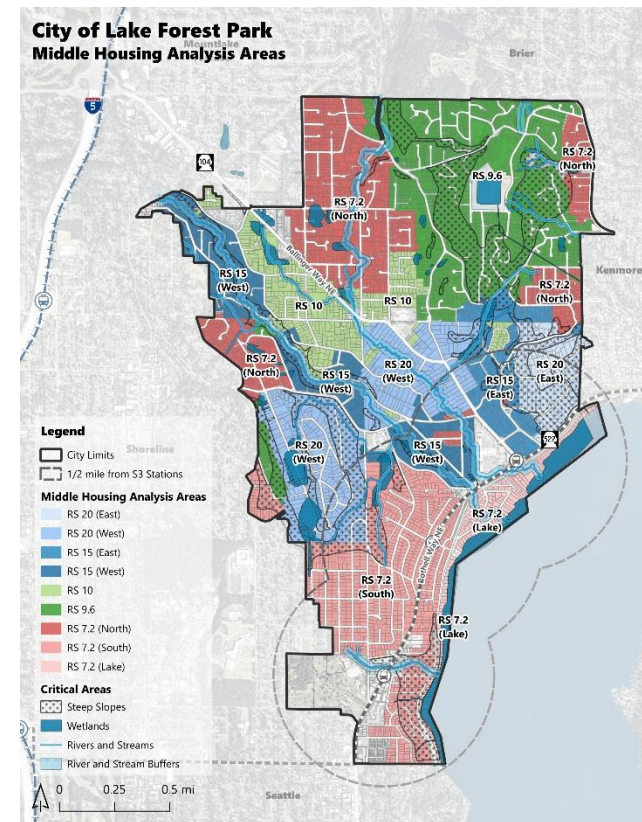 City of Lake Forest Park
Middle Housing Analysis Areas
Mountlake
Brier
5
104
RS 7.2
(North)
RS 9.6
RS 7.2
(North)
Ballinger Way NE
Kenmore
RS 15
(West)
RS 10
RS 10
RS 7.2
(North)
RS 7.2
(North)
RS 15
(West)
RS 20
(West)
RS 15
(East)
RS 20
(East)
RS 20
(West)
RS 15
(West)
522
Shoreline
RS 7.2
(Lake)
Bothell Way NE
RS 7.2
(South)
RS 7.2
(Lake)
Legend
City Limits
1/2 mile from S3 Stations
Middle Housing Analysis Areas
RS 20 (East)
RS 20 (West)
RS 15 (East)
RS 15 (West)
RS 10
RS 9.6
RS 7.2 (North)
RS 7.2 (South)
RS 7.2 (Lake)
Critical Areas
Steep Slopes
Wetlands
Rivers and Streams
River and Stream Buffers
0 0.25 0.5 mi
Seattle